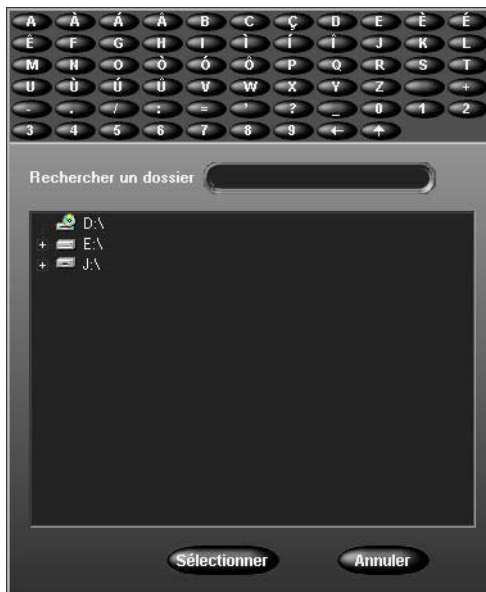 A À Á Â B C Ç D E È É
Ê F G H I Ì Í Î J K L
M N O Ò Ó Ô P Q R S T
U Ù Ú Û V W X Y Z +
- . / : = ' ? _ 0 1 2
3 4 5 6 7 8 9 ← ↑
Rechercher un dossier
D:\
+ E:\
+ J:\
Sélectionner Annuler